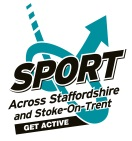 SPORT
Across Staffordshire
and Stoke-On-Trent
GET ACTIVE